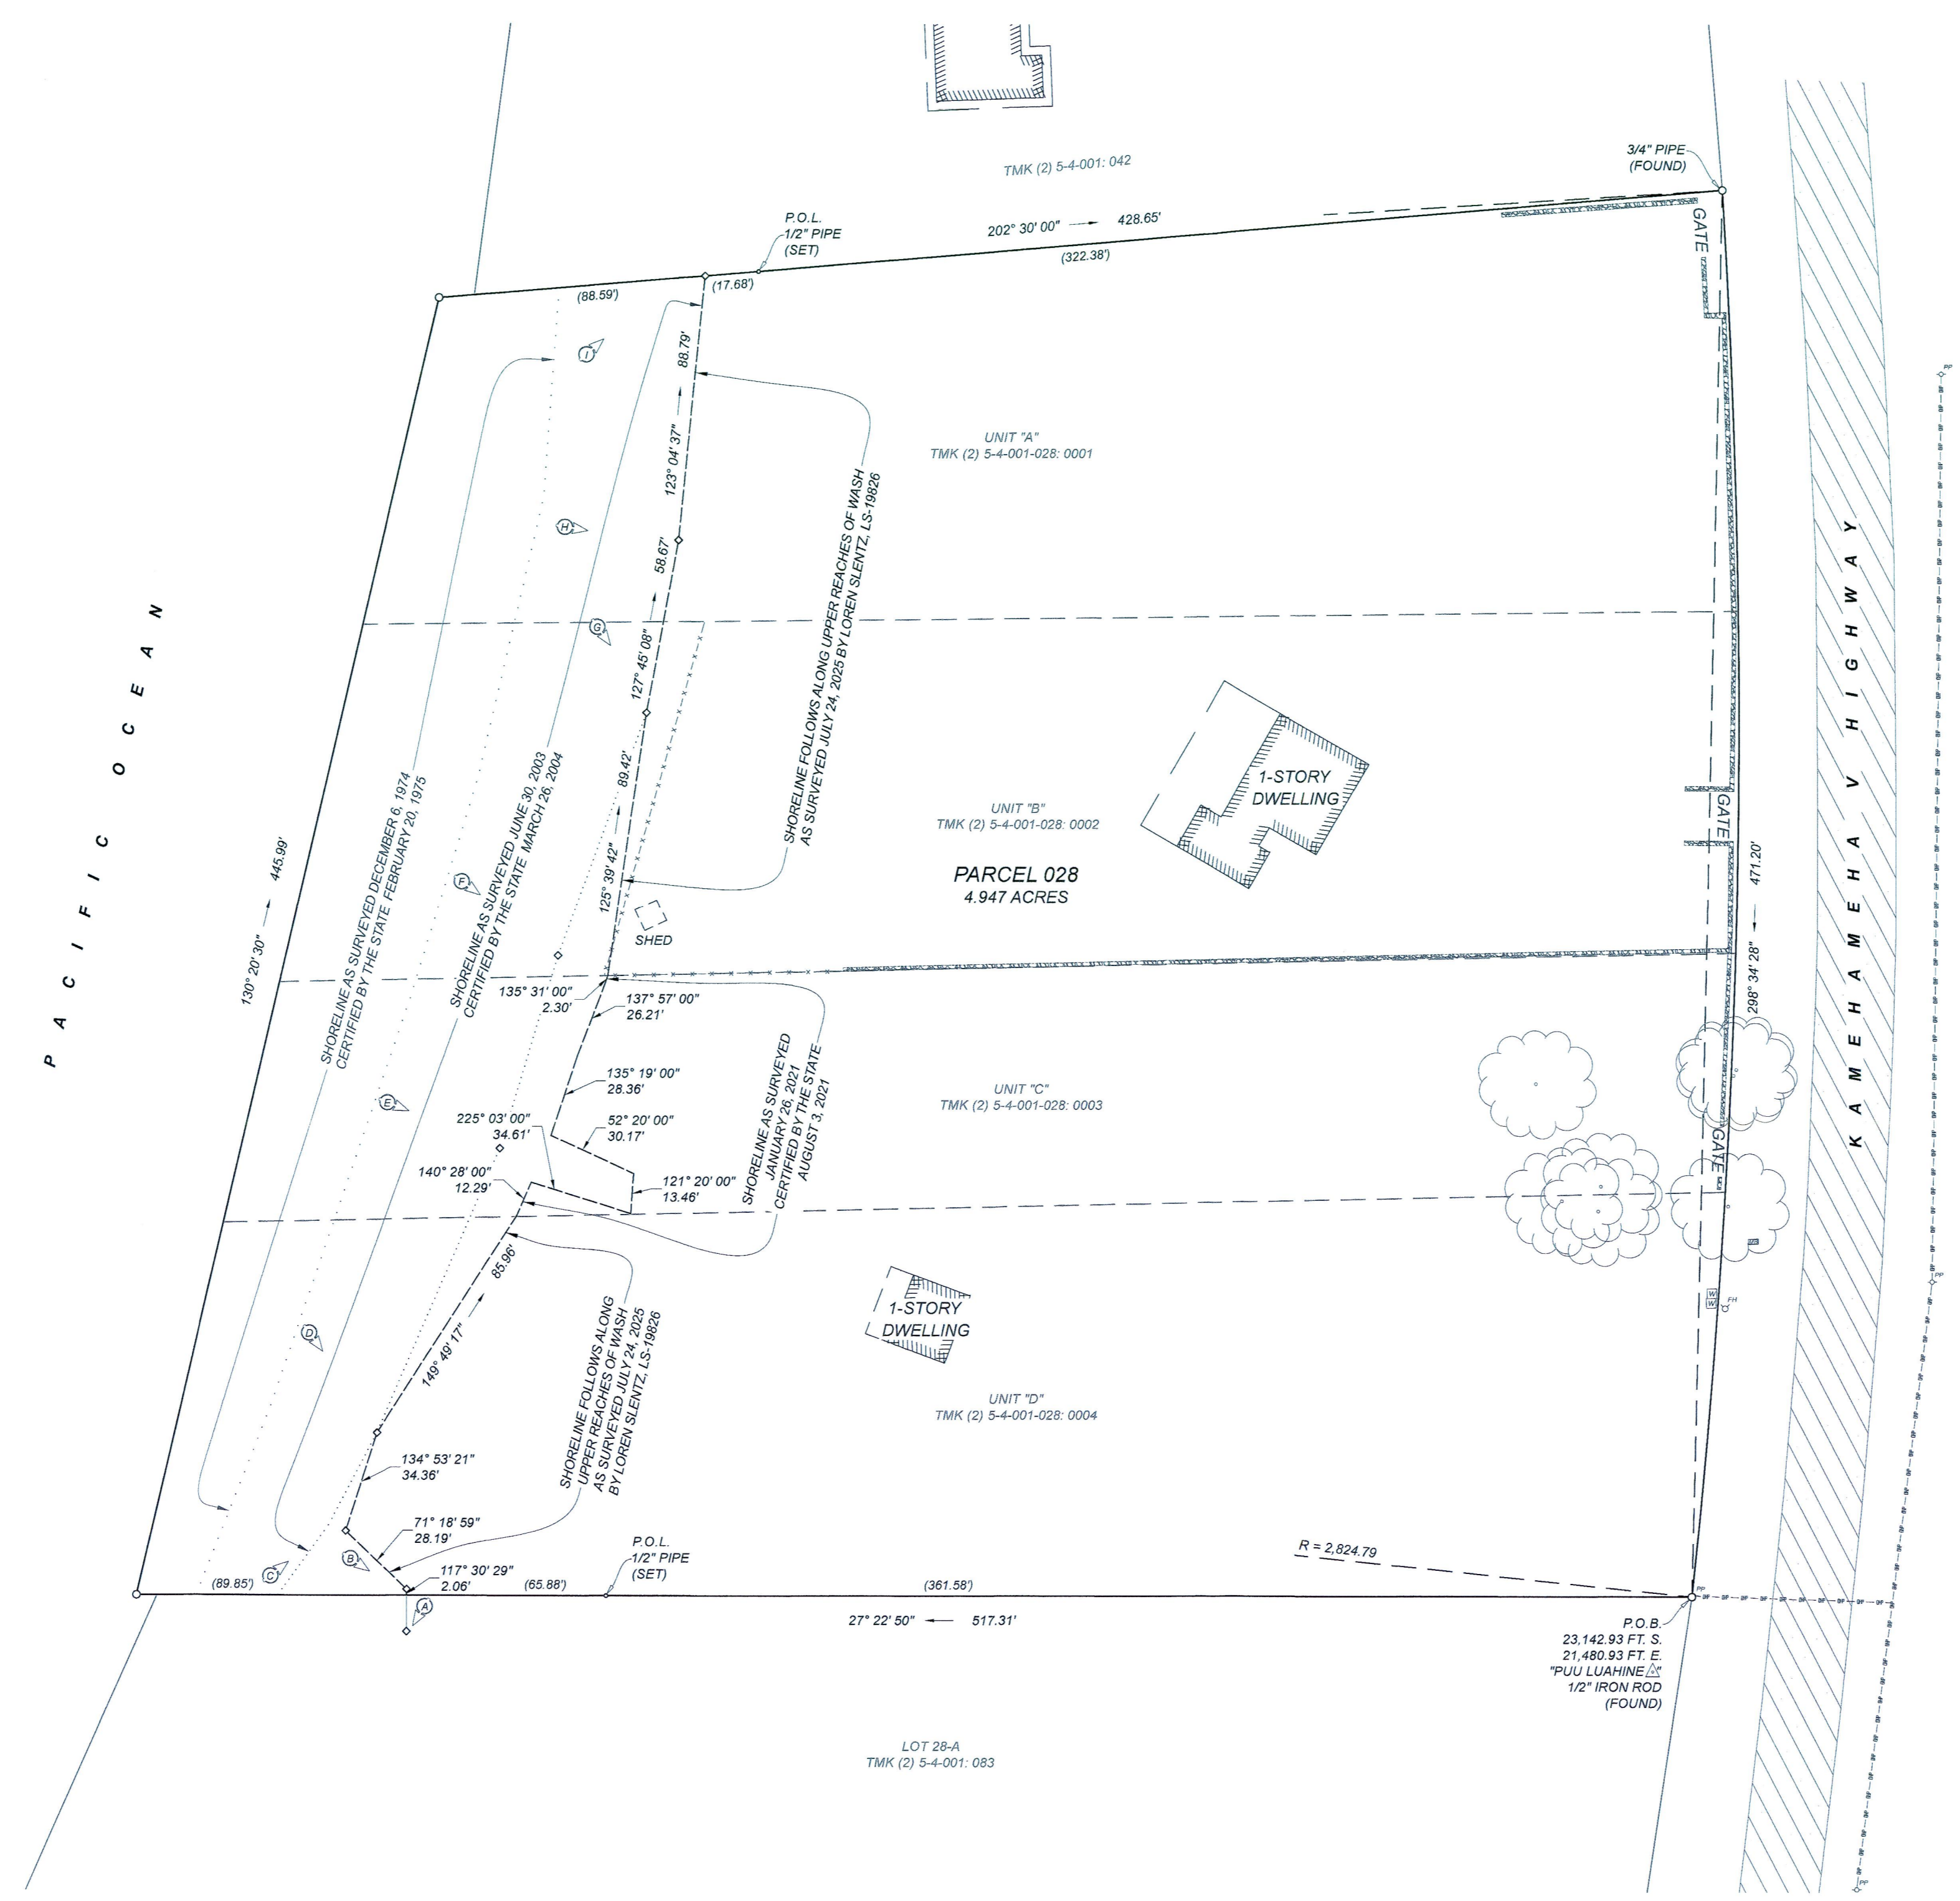 TMK (2) 5-4-001: 042
3/4" PIPE
(FOUND)
P.O.L.
1/2" PIPE
(SET)
202° 30' 00" 428.65'
(322.38')
(17.68')
(88.59')
GATE
I
88.79'
123° 04' 37"
UNIT "A"
TMK (2) 5-4-001-028: 0001
H
58.67'
SHORELINE FOLLOWS ALONG UPPER REACHES OF WASH
AS SURVEYED JULY 24, 2025 BY LOREN SLENTZ, LS-19826
PP
PACIFIC OCEAN
KAMEHAMEHA V HIGHWAY
G
127° 45' 08"
89.42'
125° 39' 42"
1-STORY
DWELLING
UNIT "B"
TMK (2) 5-4-001-028: 0002
GATE
PARCEL 028
4.947 ACRES
130° 20' 30" 445.99'
SHORELINE AS SURVEYED DECEMBER 6, 1974
CERTIFIED BY THE STATE FEBRUARY 20, 1975
SHORELINE AS SURVEYED JUNE 30, 2003
CERTIFIED BY THE STATE MARCH 26, 2004
F
SHED
298° 34' 28" 471.20'
135° 31' 00"
2.30'
137° 57' 00"
26.21'
135° 19' 00"
28.36'
SHORELINE AS SURVEYED
JANUARY 26, 2021
CERTIFIED BY THE STATE
AUGUST 3, 2021
UNIT "C"
TMK (2) 5-4-001-028: 0003
E
225° 03' 00"
34.61'
52° 20' 00"
30.17'
140° 28' 00"
12.29'
121° 20' 00"
13.46'
GATE
85.96'
149° 49' 17"
PP
W
W
FH
1-STORY
DWELLING
D
SHORELINE FOLLOWS ALONG
UPPER REACHES OF WASH
AS SURVEYED JULY 24, 2025
BY LOREN SLENTZ, LS-19826
UNIT "D"
TMK (2) 5-4-001-028: 0004
134° 53' 21"
34.36'
71° 18' 59"
28.19'
B
C
117° 30' 29"
2.06'
P.O.L.
1/2" PIPE
(SET)
R = 2,824.79
(89.85')
(65.88')
(361.58')
PP
A
27° 22' 50" 517.31'
P.O.B.
23,142.93 FT. S.
21,480.93 FT. E.
"PUU LUAHINE"
1/2" IRON ROD
(FOUND)
LOT 28-A
TMK (2) 5-4-001: 083
PP